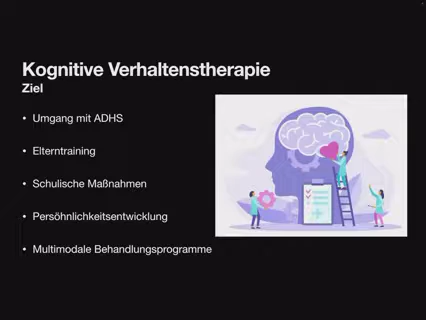 Kognitive Verhaltenstherapie
Ziel
• Umgang mit ADHS
• Elterntraining
• Schulische Maßnahmen
• Persöhnlichkeitsentwicklung
• Multimodale Behandlungsprogramme